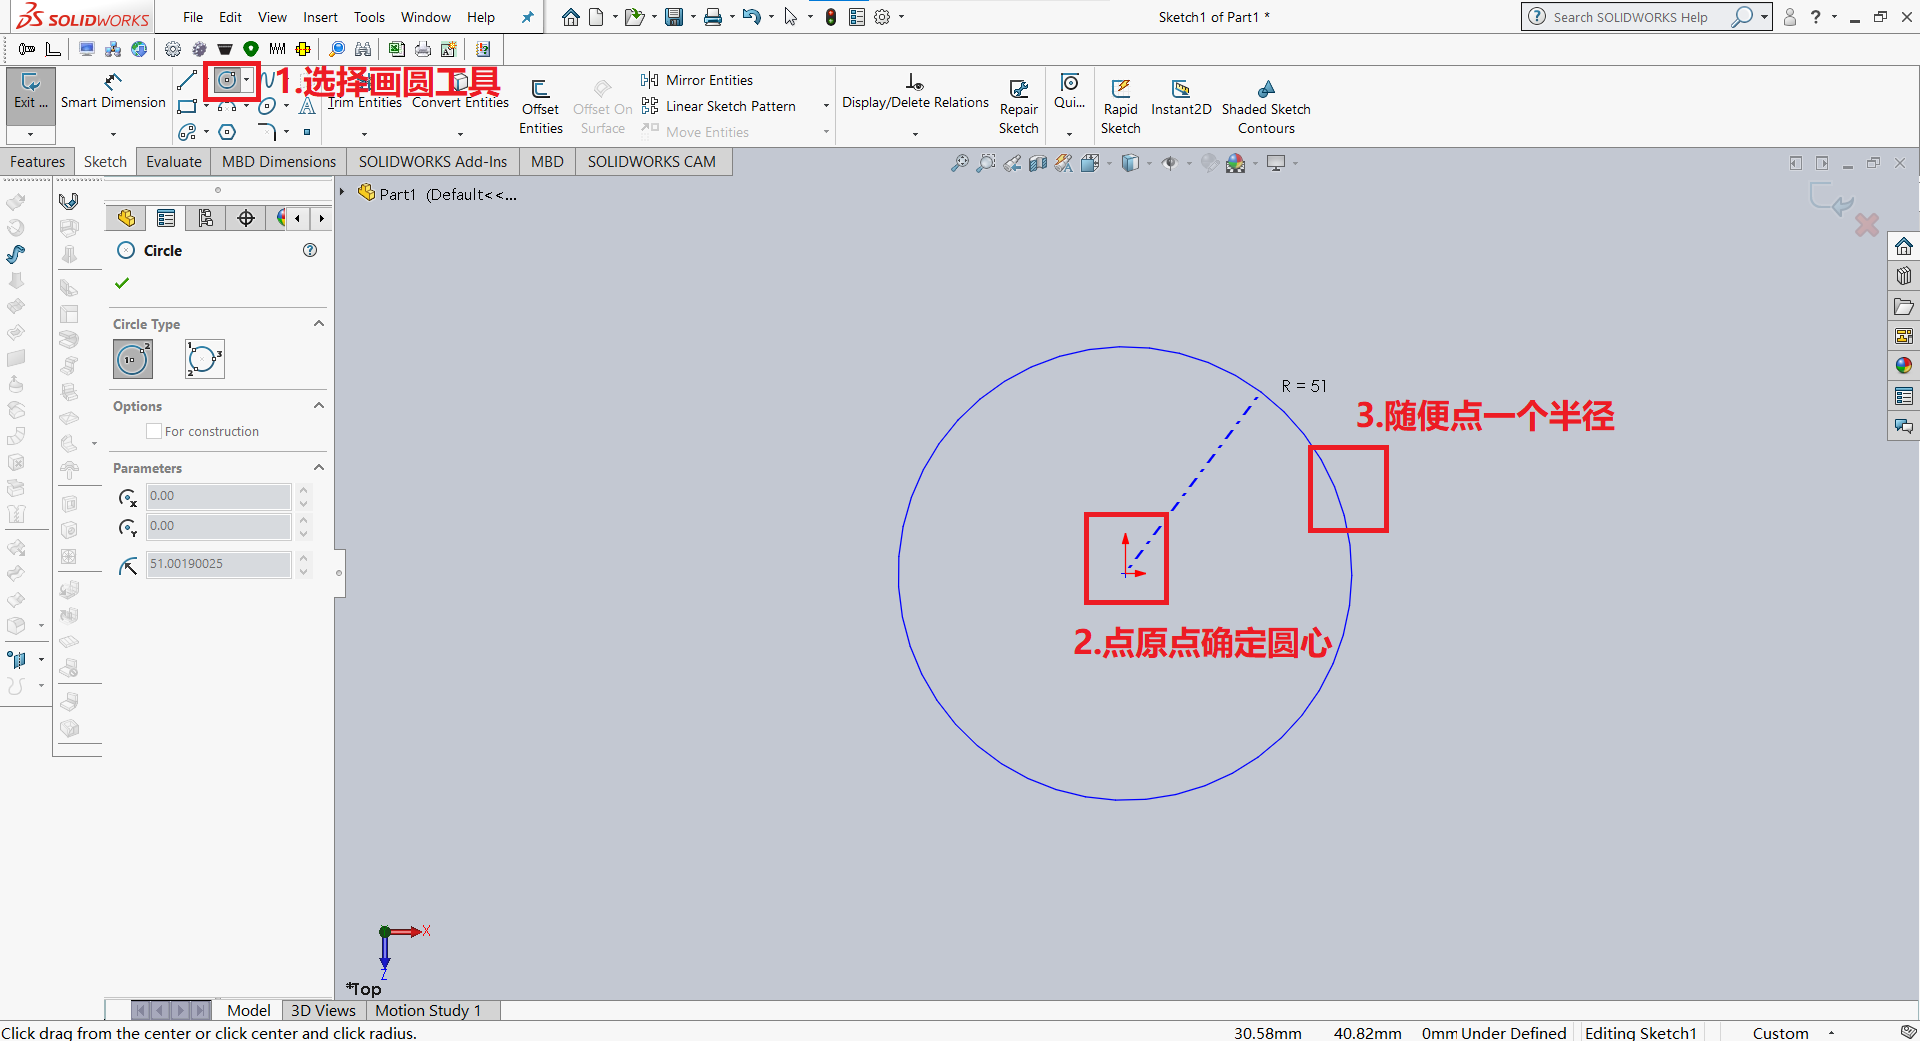 SOLIDWORKS File Edit View Insert Tools Window Help Sketch1 of Part1 * Search SOLIDWORKS Help
1.选择画圆工具
Exit ... Smart Dimension Trim Entities Convert Entities Offset Entities Offset On Surface Mirror Entities Linear Sketch Pattern Move Entities Display/Delete Relations Repair Sketch Qui... Rapid Sketch Instant2D Shaded Sketch Contours
Features Sketch Evaluate MBD Dimensions SOLIDWORKS Add-Ins MBD SOLIDWORKS CAM
Part1 (Default<<...
Circle
Circle Type
Options
For construction
Parameters
0.00
0.00
51.00190025
R = 51
3.随便点一个半径
2.点原点确定圆心
X
Z
*Top
Model 3D Views Motion Study 1
Click drag from the center or click center and click radius. 30.58mm 40.82mm 0mm Under Defined Editing Sketch1 Custom